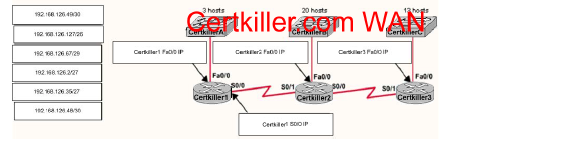 Certkiller.com WAN
3 hosts
20 hosts
13 hosts
CertkillerA
192.168.126.49/30
192.168.126.127/26
192.168.126.67/29
192.168.126.2/27
192.168.126.35/27
192.168.126.48/30
Certkiller1 Fa0/0 IP
Certkiller2 Fa0/0 IP
Certkiller3 Fa0/0 IP
Fa0/0
Fa0/0
Fa0/0
Certkiller1
S0/0
S0/1
Certkiller2
S0/0
S0/1
Certkiller3
Certkiller1 S0/0 IP